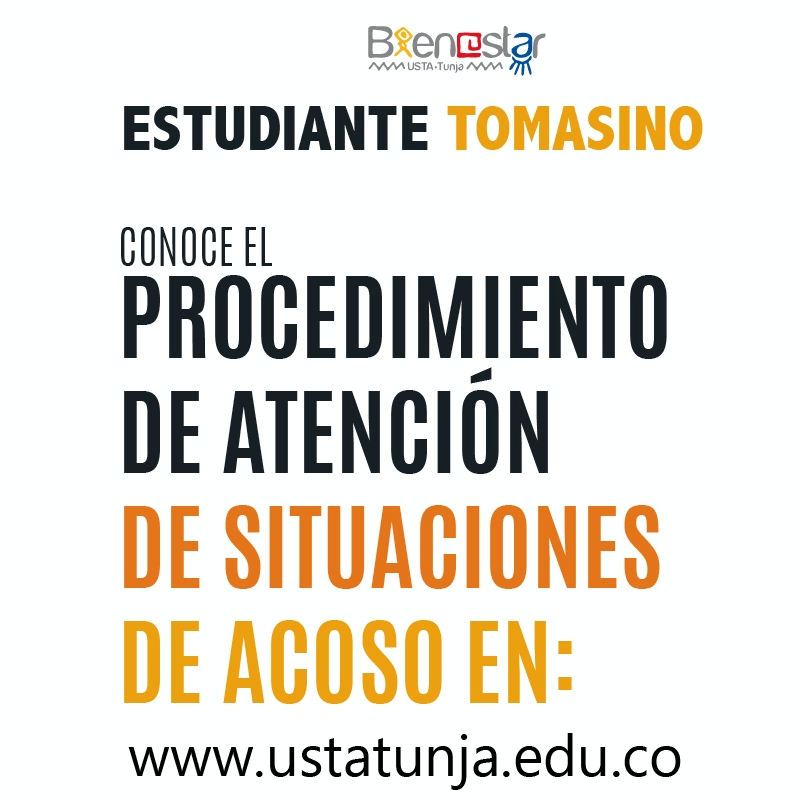 Bienestar
USTA-Tunja
ESTUDIANTE TOMASINO
CONOCE EL
PROCEDIMIENTO
DE ATENCIÓN
DE SITUACIONES
DE ACOSO EN:
www.ustatunja.edu.co